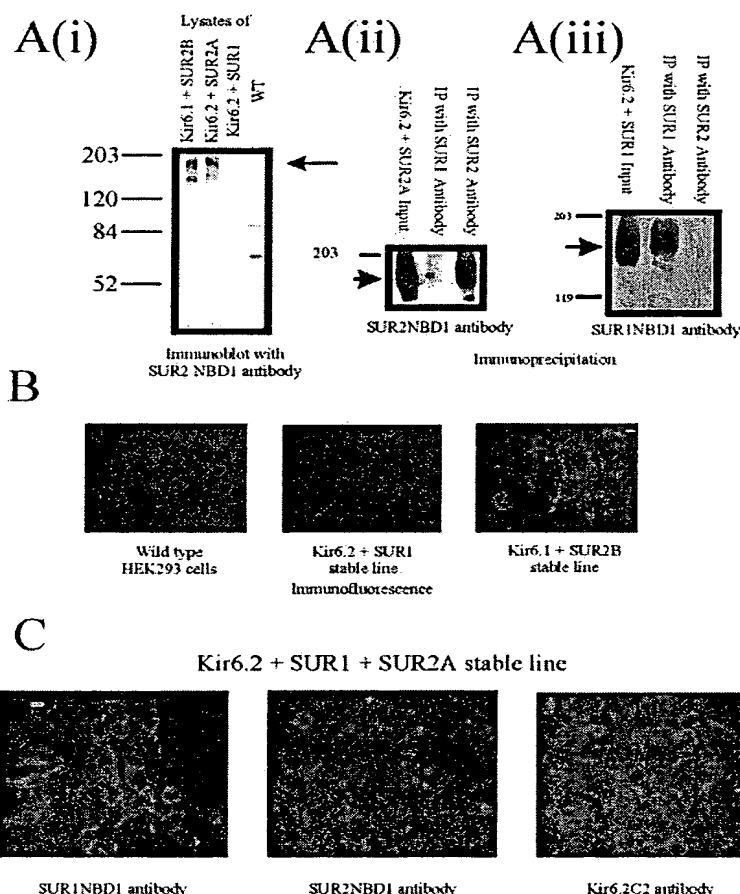 A(i)
Lysates of
Kir6.1 + SUR2B
Kir6.2 + SUR2A
Kir6.2 + SUR1
WT
203
120
84
52
Immunoblot with
SUR2 NBD1 antibody
A(ii)
Kir6.2 + SUR2A Input
IP with SUR1 Antibody
IP with SUR2 Antibody
203
SUR2NBD1 antibody
A(iii)
Kir6.2 + SUR1 Input
IP with SUR1 Antibody
IP with SUR2 Antibody
203
119
SUR1NBD1 antibody
Immunoprecipitation
B
Wild type
HEK293 cells
Kir6.2 + SUR1
stable line
Kir6.1 + SUR2B
stable line
Immunofluorescence
C
Kir6.2 + SUR1 + SUR2A stable line
SUR1NBD1 antibody
SUR2NBD1 antibody
Kir6.2C2 antibody